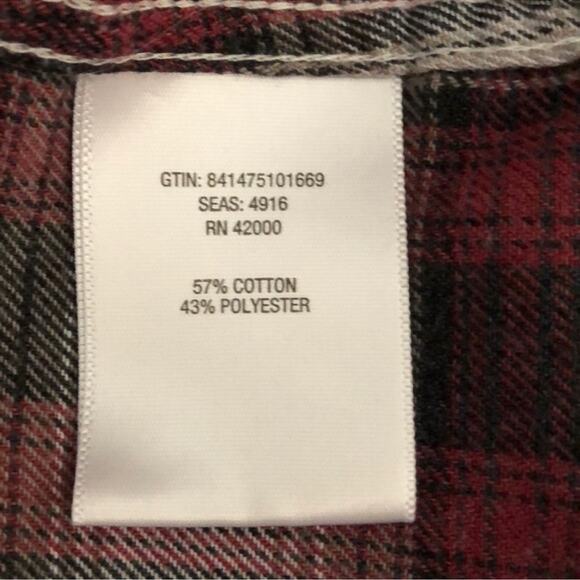 GTIN: 841475101669
SEAS: 4916
RN 42000
57% COTTON
43% POLYESTER